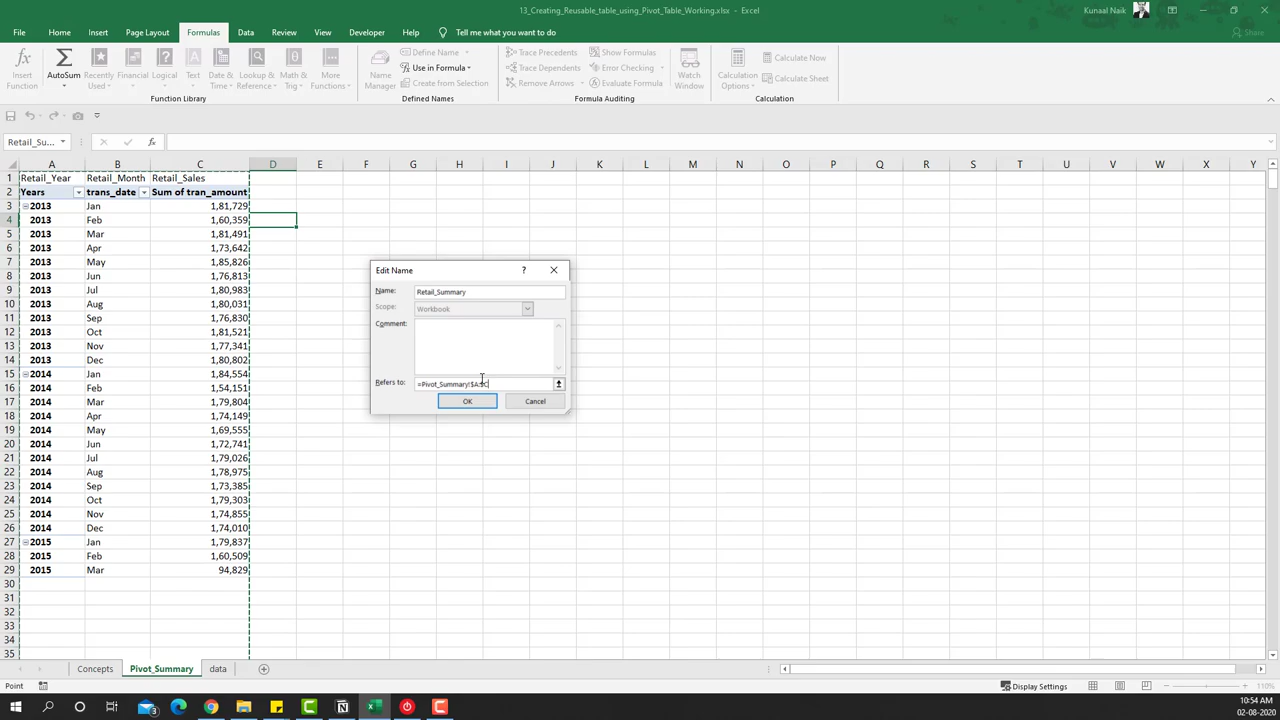 13_Creating_Reusable_table_using_Pivot_Table_Working.xlsx - Excel
Kunaal Naik
File Home Insert Page Layout Formulas Data Review View Developer Help Tell me what you want to do
Share
Insert Function
AutoSum
Recently Used
Financial
Logical
Text
Date & Time
Lookup & Reference
Math & Trig
More Functions
Function Library
Name Manager
Define Name
Use in Formula
Create from Selection
Defined Names
Trace Precedents
Trace Dependents
Remove Arrows
Show Formulas
Error Checking
Evaluate Formula
Formula Auditing
Watch Window
Calculation Options
Calculate Now
Calculate Sheet
Calculation
Retail_Su...
fx
A B C D E F G H I J K L M N O P Q R S T U V W X Y
1 Retail_Year Retail_Month Retail_Sales
2 Years trans_date Sum of tran_amount
3 2013 Jan 1,81,729
4 2013 Feb 1,60,359
5 2013 Mar 1,81,491
6 2013 Apr 1,73,642
7 2013 May 1,85,826
8 2013 Jun 1,76,813
9 2013 Jul 1,80,983
10 2013 Aug 1,80,031
11 2013 Sep 1,76,830
12 2013 Oct 1,81,521
13 2013 Nov 1,77,341
14 2013 Dec 1,80,802
15 2014 Jan 1,84,554
16 2014 Feb 1,54,151
17 2014 Mar 1,79,804
18 2014 Apr 1,74,149
19 2014 May 1,69,555
20 2014 Jun 1,72,741
21 2014 Jul 1,79,026
22 2014 Aug 1,78,975
23 2014 Sep 1,73,385
24 2014 Oct 1,79,303
25 2014 Nov 1,74,855
26 2014 Dec 1,74,010
27 2015 Jan 1,79,837
28 2015 Feb 1,60,509
29 2015 Mar 94,829
30
31
32
33
34
35
Edit Name ?
Name: Retail_Summary
Scope: Workbook
Comment:
Refers to: =Pivot_Summary!$A:$C
OK Cancel
Concepts Pivot_Summary data
Point
Display Settings
110%
10:54 AM
02-08-2020